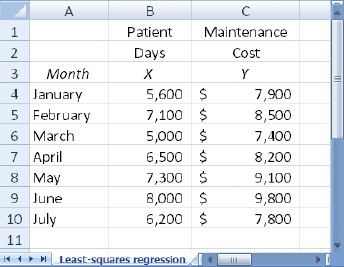 A B C
1 Patient Maintenance
2 Days Cost
3 Month X Y
4 January 5,600 $ 7,900
5 February 7,100 $ 8,500
6 March 5,000 $ 7,400
7 April 6,500 $ 8,200
8 May 7,300 $ 9,100
9 June 8,000 $ 9,800
10 July 6,200 $ 7,800
11
Least-squares regression